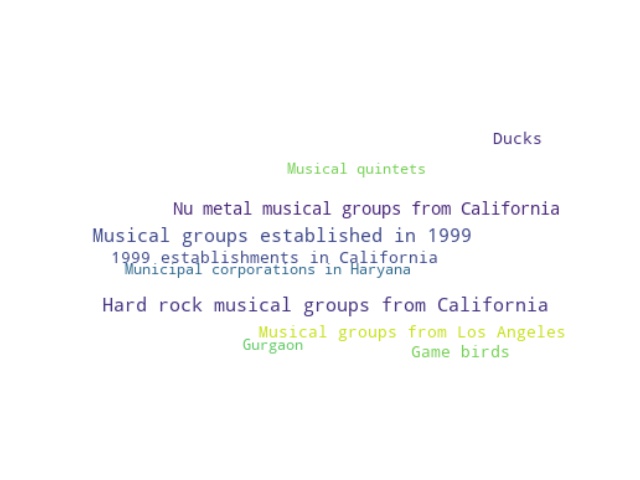 Ducks
Musical quintets
Nu metal musical groups from California
Musical groups established in 1999
1999 establishments in California
Municipal corporations in Haryana
Hard rock musical groups from California
Musical groups from Los Angeles
Gurgaon
Game birds